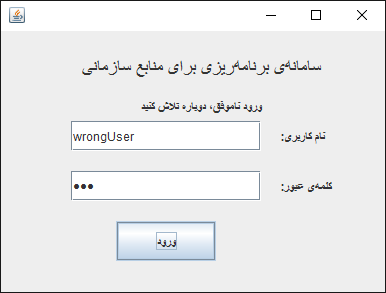 سامانه‌ی برنامه‌ریزی برای منابع سازمانی
ورود ناموفق، دوباره تلاش کنید
نام کاربری:
wrongUser
کلمه‌ی عبور:
•••
ورود